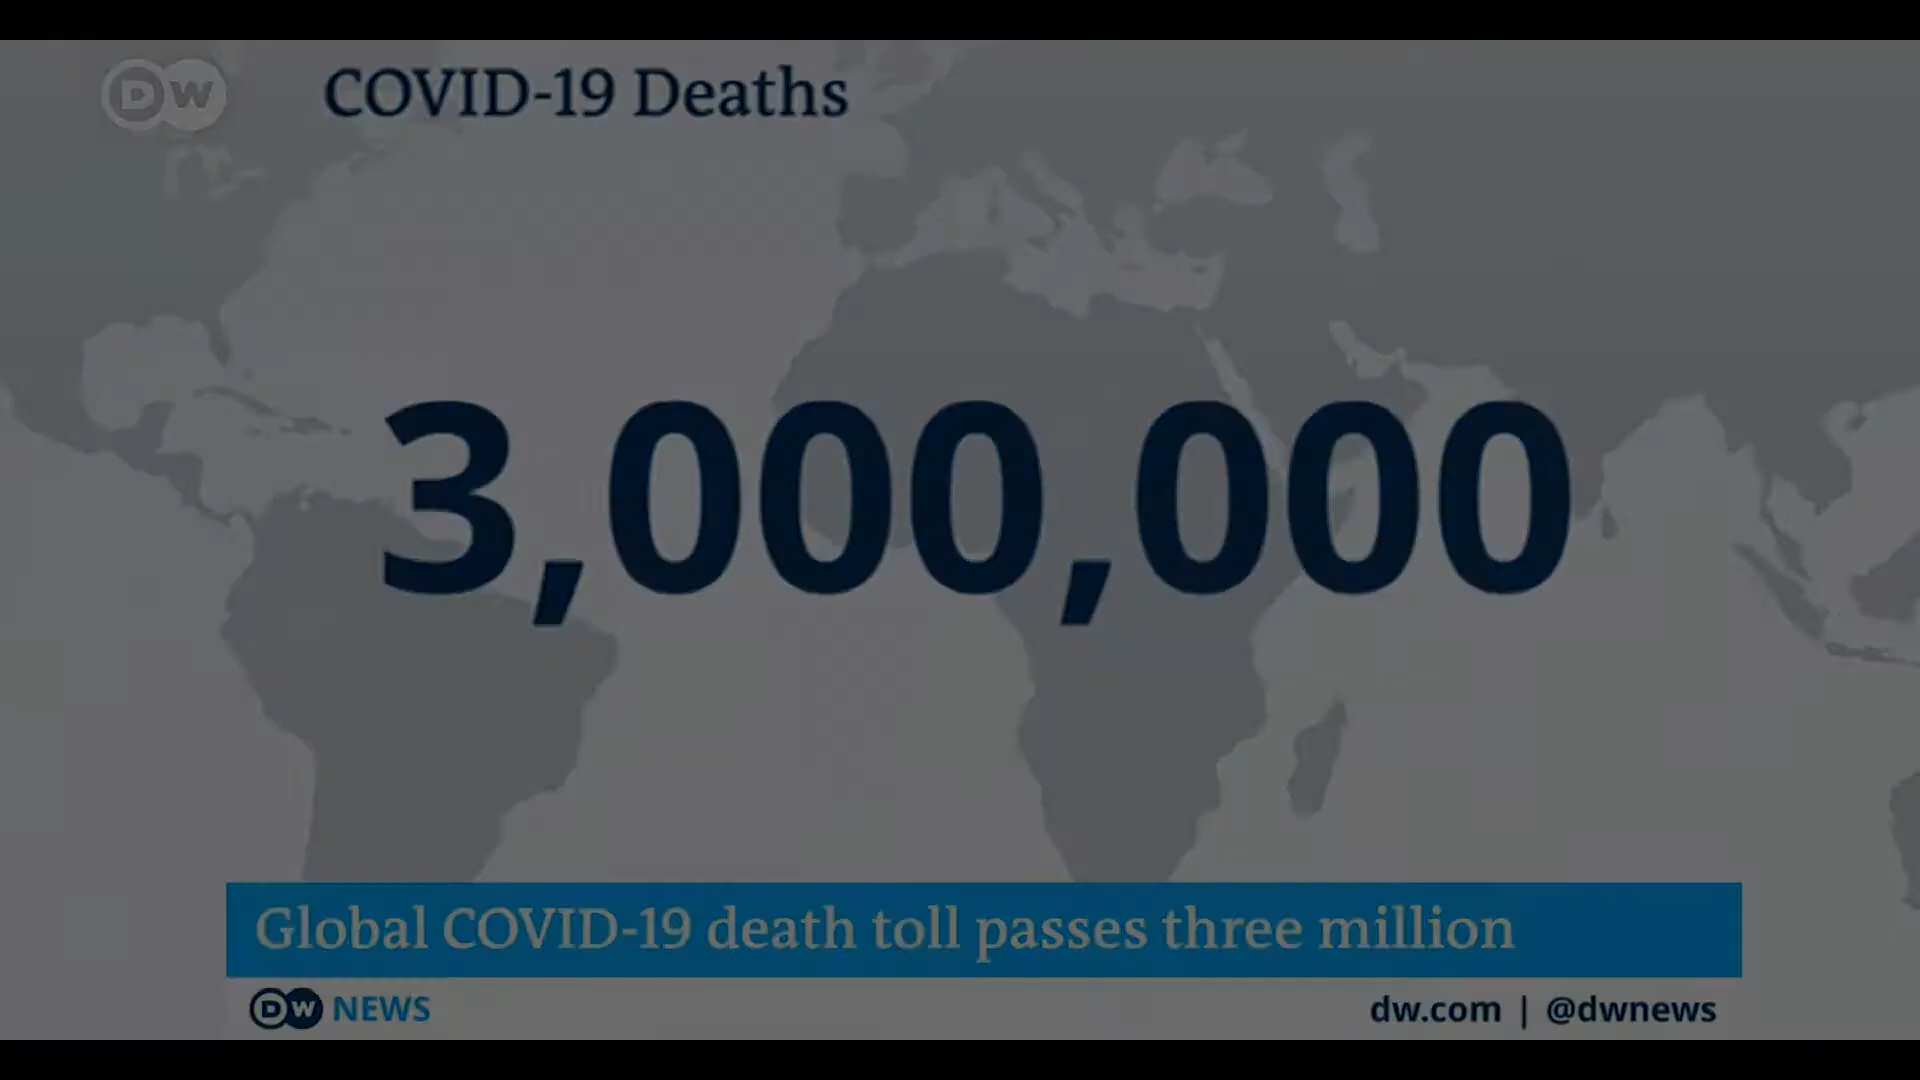 DW
COVID-19 Deaths
3,000,000
Global COVID-19 death toll passes three million
DW NEWS
dw.com | @dwnews